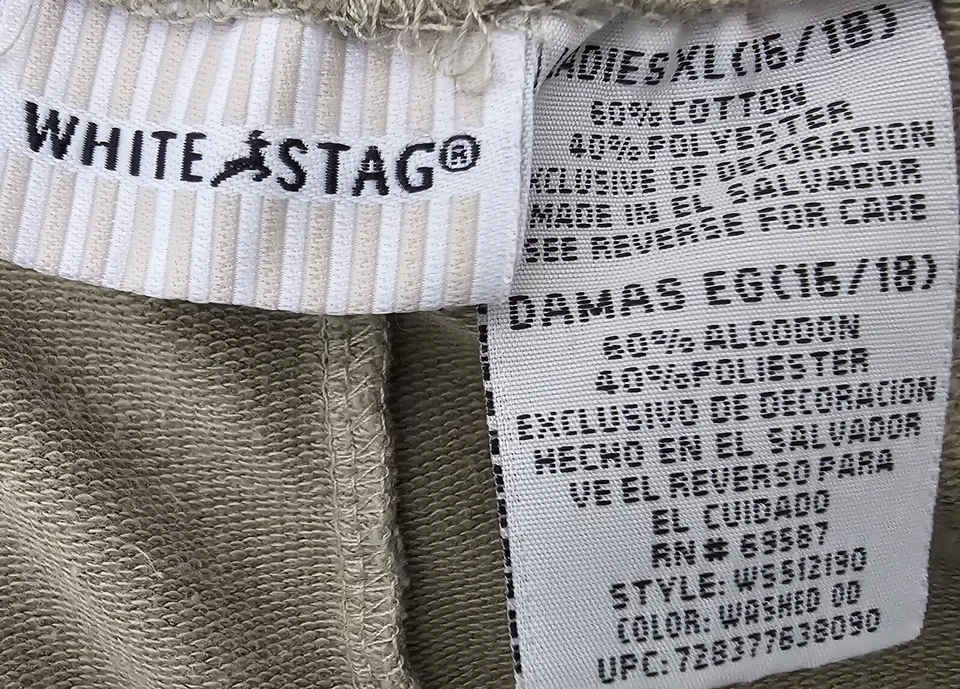 WHITE STAG®
LADIES XL(16/18)
60% COTTON
40% POLYESTER
EXCLUSIVE OF DECORATION
MADE IN EL SALVADOR
SEE REVERSE FOR CARE
DAMAS EG(16/18)
60% ALGODON
40% POLIESTER
EXCLUSIVO DE DECORACION
HECHO EN EL SALVADOR
VE EL REVERSO PARA
EL CUIDADO
RN# 69587
STYLE: WS512190
COLOR: WASHED OD
UPC: 728377638090